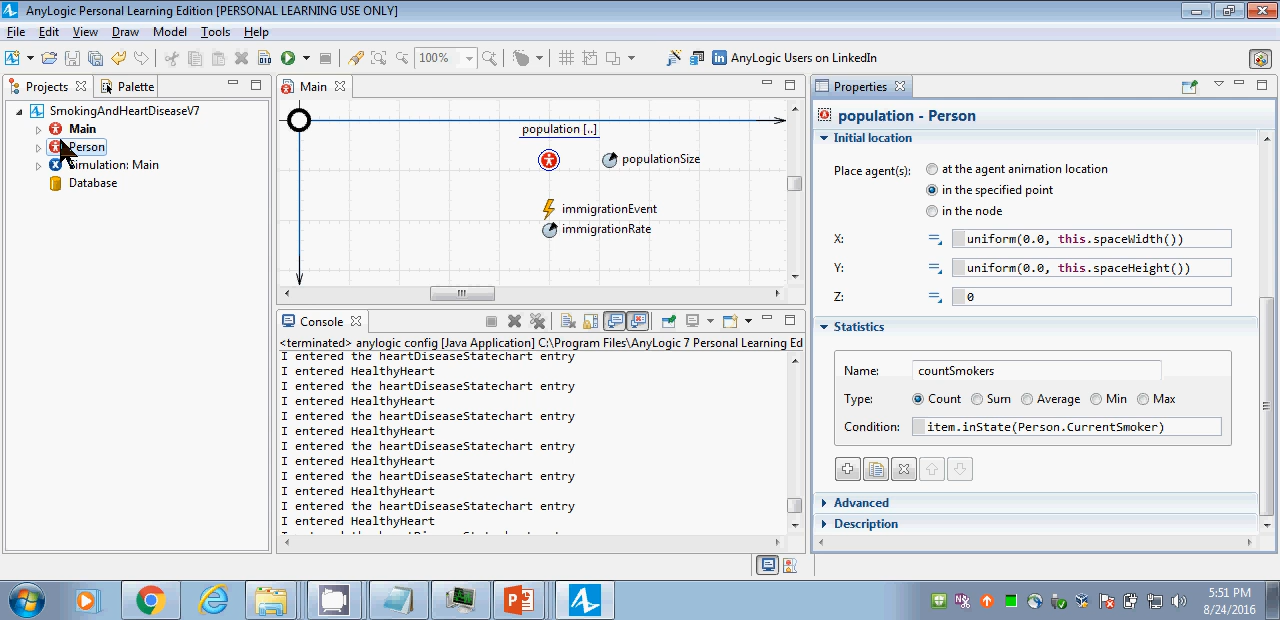 AnyLogic Personal Learning Edition [PERSONAL LEARNING USE ONLY]
File Edit View Draw Model Tools Help
100% AnyLogic Users on LinkedIn
Projects Palette
SmokingAndHeartDiseaseV7
Main
Person
Simulation: Main
Database
Main
population [..]
populationSize
immigrationEvent
immigrationRate
Console
<terminated> anylogic config [Java Application] C:\Program Files\AnyLogic 7 Personal Learning Ed
I entered the heartDiseaseStatechart entry
I entered HealthyHeart
I entered the heartDiseaseStatechart entry
I entered HealthyHeart
I entered the heartDiseaseStatechart entry
I entered HealthyHeart
I entered the heartDiseaseStatechart entry
I entered HealthyHeart
I entered the heartDiseaseStatechart entry
I entered HealthyHeart
I entered the heartDiseaseStatechart entry
I entered HealthyHeart
I entered the heartDiseaseStatechart entry
Properties
population - Person
Initial location
Place agent(s): at the agent animation location
in the specified point
in the node
X: uniform(0.0, this.spaceWidth())
Y: uniform(0.0, this.spaceHeight())
Z: 0
Statistics
Name: countSmokers
Type: Count Sum Average Min Max
Condition: item.inState(Person.CurrentSmoker)
Advanced
Description
5:51 PM
8/24/2016